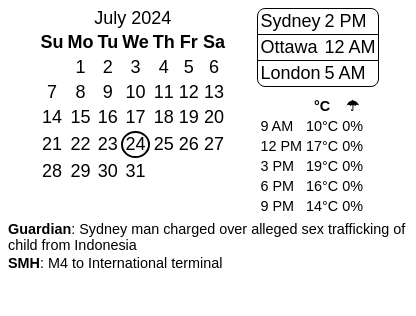 July 2024
Su Mo Tu We Th Fr Sa
1 2 3 4 5 6
7 8 9 10 11 12 13
14 15 16 17 18 19 20
21 22 23 24 25 26 27
28 29 30 31
Sydney 2 PM
Ottawa 12 AM
London 5 AM
°C ☂
9 AM 10°C 0%
12 PM 17°C 0%
3 PM 19°C 0%
6 PM 16°C 0%
9 PM 14°C 0%
Guardian: Sydney man charged over alleged sex trafficking of
child from Indonesia
SMH: M4 to International terminal